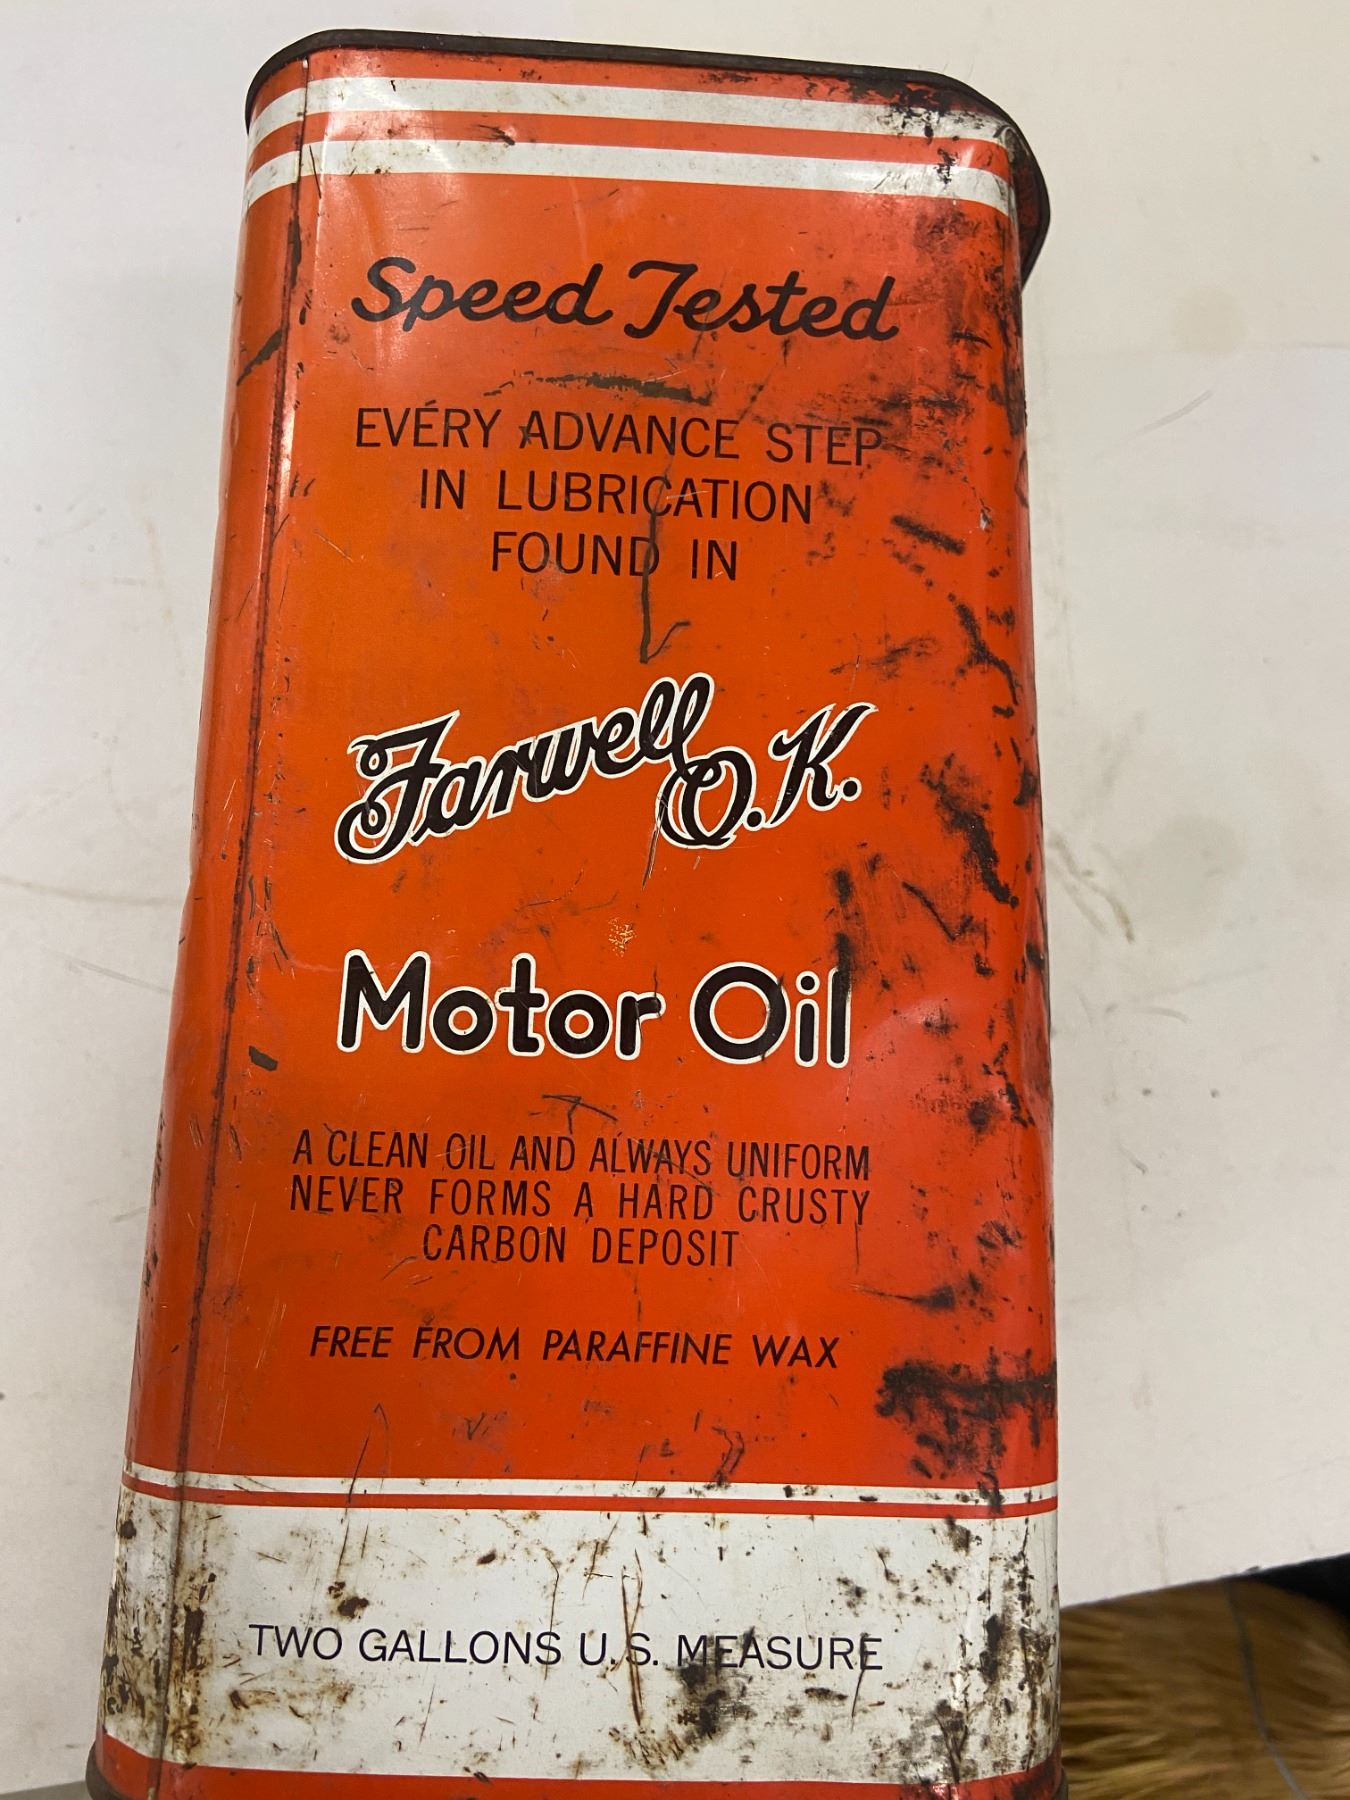 Speed Tested
EVERY ADVANCE STEP
IN LUBRICATION
FOUND IN
Farwell O.K.
Motor Oil
A CLEAN OIL AND ALWAYS UNIFORM
NEVER FORMS A HARD CRUSTY
CARBON DEPOSIT
FREE FROM PARAFFINE WAX
TWO GALLONS U.S. MEASURE